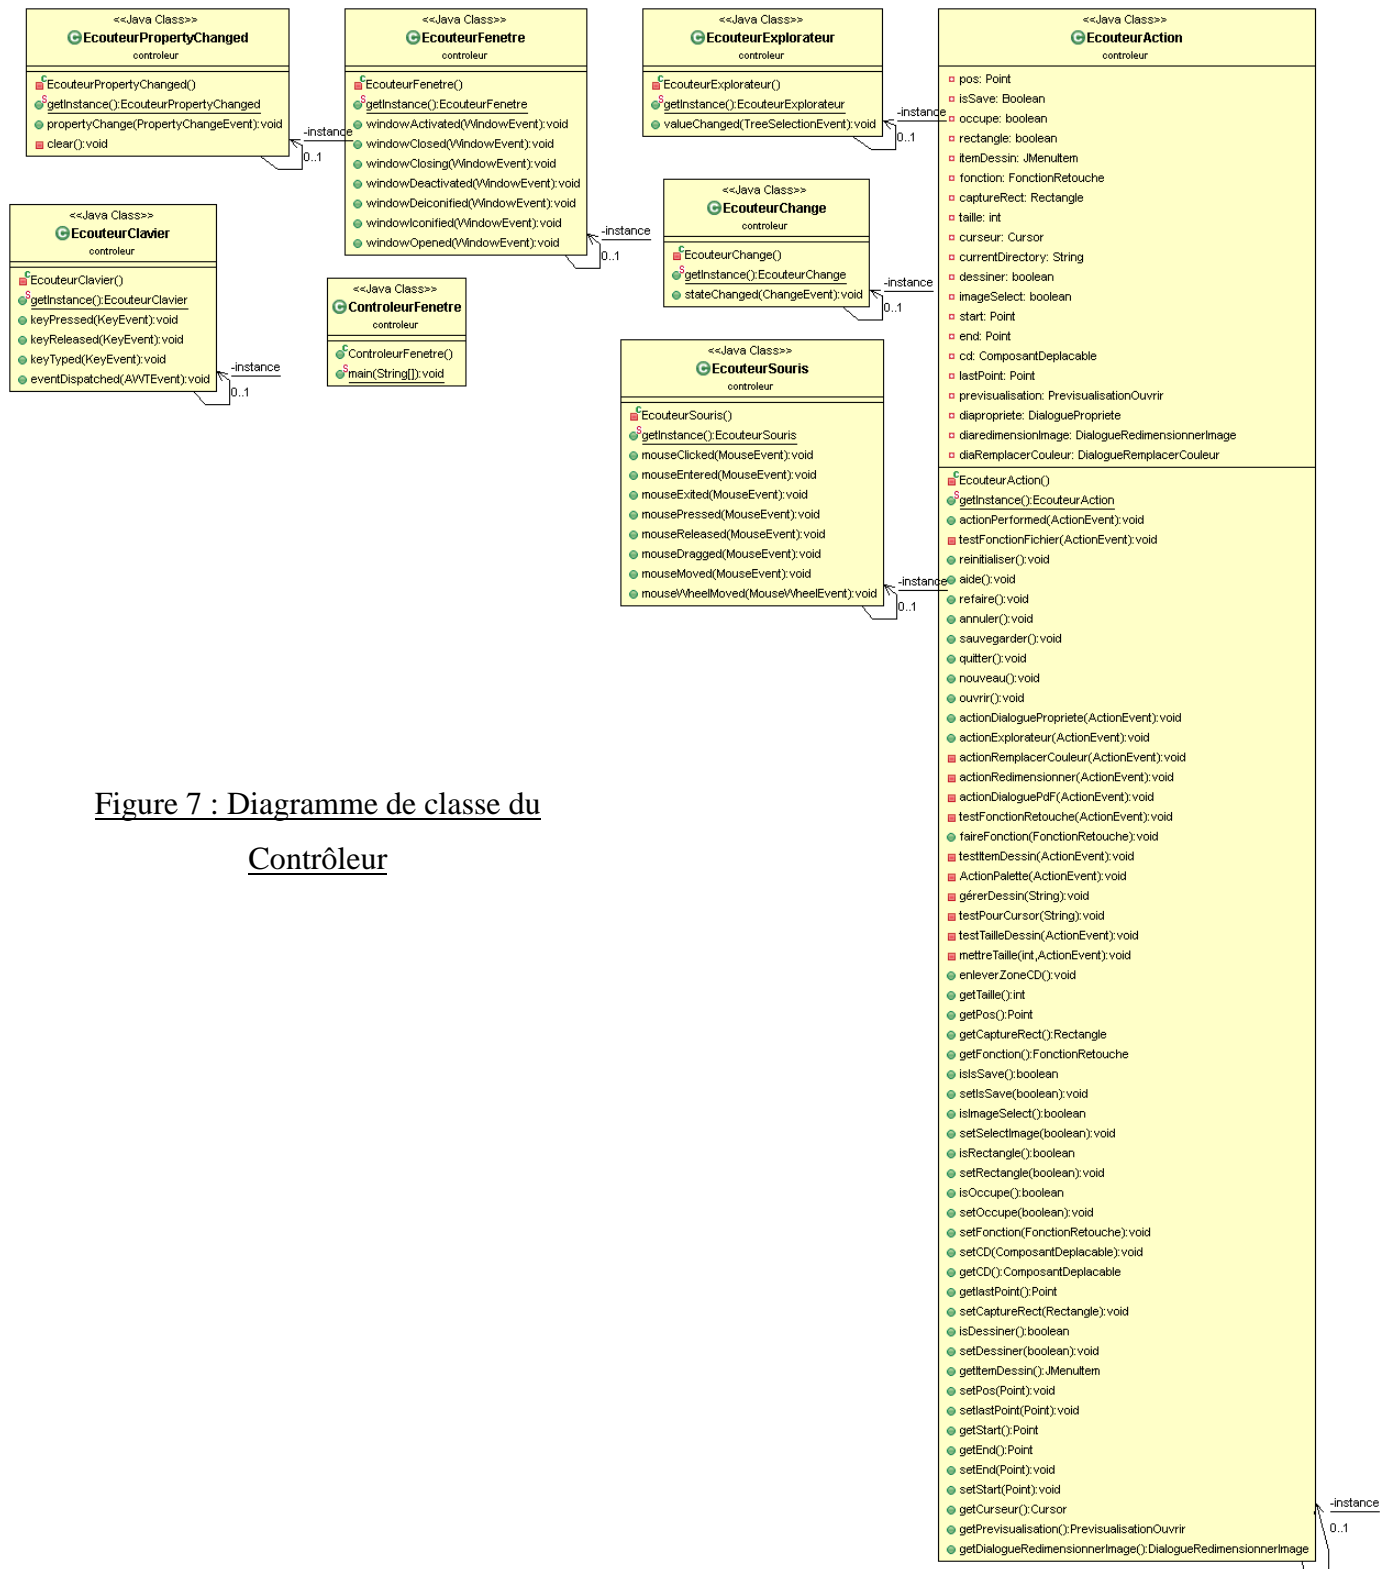 <<Java Class>>
EcouteurPropertyChanged
controleur
EcouteurPropertyChanged()
getInstance():EcouteurPropertyChanged
propertyChange(PropertyChangeEvent):void
clear():void
-instance
0..1
<<Java Class>>
EcouteurFenetre
controleur
EcouteurFenetre()
getInstance():EcouteurFenetre
windowActivated(WindowEvent):void
windowClosed(WindowEvent):void
windowClosing(WindowEvent):void
windowDeactivated(WindowEvent):void
windowDeiconified(WindowEvent):void
windowIconified(WindowEvent):void
windowOpened(WindowEvent):void
-instance
0..1
<<Java Class>>
EcouteurExplorateur
controleur
EcouteurExplorateur()
getInstance():EcouteurExplorateur
valueChanged(TreeSelectionEvent):void
-instance
0..1
<<Java Class>>
EcouteurChange
controleur
EcouteurChange()
getInstance():EcouteurChange
stateChanged(ChangeEvent):void
-instance
0..1
<<Java Class>>
EcouteurClavier
controleur
EcouteurClavier()
getInstance():EcouteurClavier
keyPressed(KeyEvent):void
keyReleased(KeyEvent):void
keyTyped(KeyEvent):void
eventDispatched(AWTEvent):void
-instance
0..1
<<Java Class>>
ControleurFenetre
controleur
ControleurFenetre()
main(String[]):void
<<Java Class>>
EcouteurSouris
controleur
EcouteurSouris()
getInstance():EcouteurSouris
mouseClicked(MouseEvent):void
mouseEntered(MouseEvent):void
mouseExited(MouseEvent):void
mousePressed(MouseEvent):void
mouseReleased(MouseEvent):void
mouseDragged(MouseEvent):void
mouseMoved(MouseEvent):void
mouseWheelMoved(MouseWheelEvent):void
-instance
0..1
<<Java Class>>
EcouteurAction
controleur
pos: Point
isSave: Boolean
occupe: boolean
rectangle: boolean
itemDessin: JMenuItem
fonction: FonctionRetouche
captureRect: Rectangle
taille: int
curseur: Cursor
currentDirectory: String
dessiner: boolean
imageSelect: boolean
start: Point
end: Point
cd: ComposantDeplacable
lastPoint: Point
previsualisation: PrevisualisationOuvrir
diapropriete: DialoguePropriete
diaredimensionImage: DialogueRedimensionnerImage
diaRemplacerCouleur: DialogueRemplacerCouleur
EcouteurAction()
getInstance():EcouteurAction
actionPerformed(ActionEvent):void
testFonctionFichier(ActionEvent):void
reinitialiser():void
aide():void
refaire():void
annuler():void
sauvegarder():void
quitter():void
nouveau():void
ouvrir():void
actionDialoguePropriete(ActionEvent):void
actionExplorateur(ActionEvent):void
actionRemplacerCouleur(ActionEvent):void
actionRedimensionner(ActionEvent):void
actionDialoguePdF(ActionEvent):void
testFonctionRetouche(ActionEvent):void
faireFonction(FonctionRetouche):void
testItemDessin(ActionEvent):void
ActionPalette(ActionEvent):void
gérerDessin(String):void
testPourCursor(String):void
testTailleDessin(ActionEvent):void
mettreTaille(int,ActionEvent):void
enleverZoneCD():void
getTaille():int
getPos():Point
getCaptureRect():Rectangle
getFonction():FonctionRetouche
isIsSave():boolean
setIsSave(boolean):void
isImageSelect():boolean
setSelectImage(boolean):void
isRectangle():boolean
setRectangle(boolean):void
isOccupe():boolean
setOccupe(boolean):void
setFonction(FonctionRetouche):void
setCD(ComposantDeplacable):void
getCD():ComposantDeplacable
getlastPoint():Point
setCaptureRect(Rectangle):void
isDessiner():boolean
setDessiner(boolean):void
getItemDessin():JMenuItem
setPos(Point):void
setlastPoint(Point):void
getStart():Point
getEnd():Point
setEnd(Point):void
setStart(Point):void
getCurseur():Cursor
getPrevisualisation():PrevisualisationOuvrir
getDialogueRedimensionnerImage():DialogueRedimensionnerImage
-instance
0..1
Figure 7 : Diagramme de classe du
Contrôleur